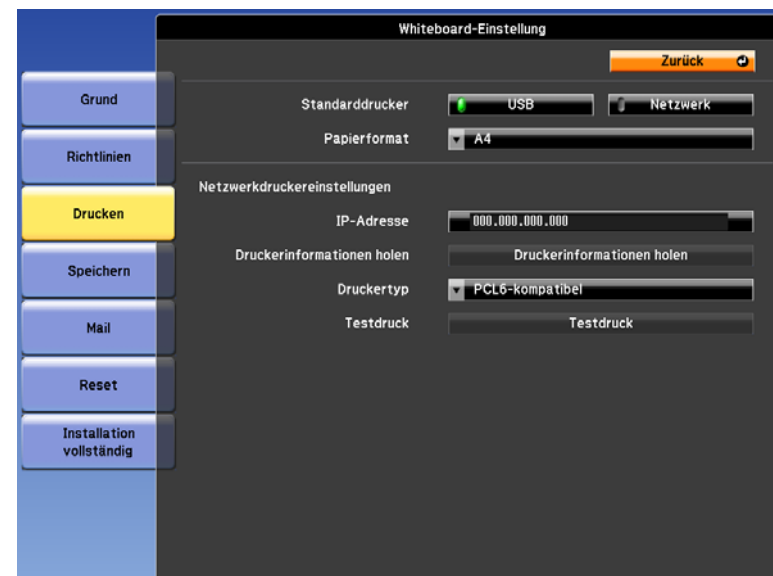 Whiteboard-Einstellung
Zurück
Grund
Richtlinien
Drucken
Speichern
Mail
Reset
Installation
vollständig
Standarddrucker USB Netzwerk
Papierformat A4
Netzwerkdruckereinstellungen
IP-Adresse 000.000.000.000
Druckerinformationen holen Druckerinformationen holen
Druckertyp PCL6-kompatibel
Testdruck Testdruck